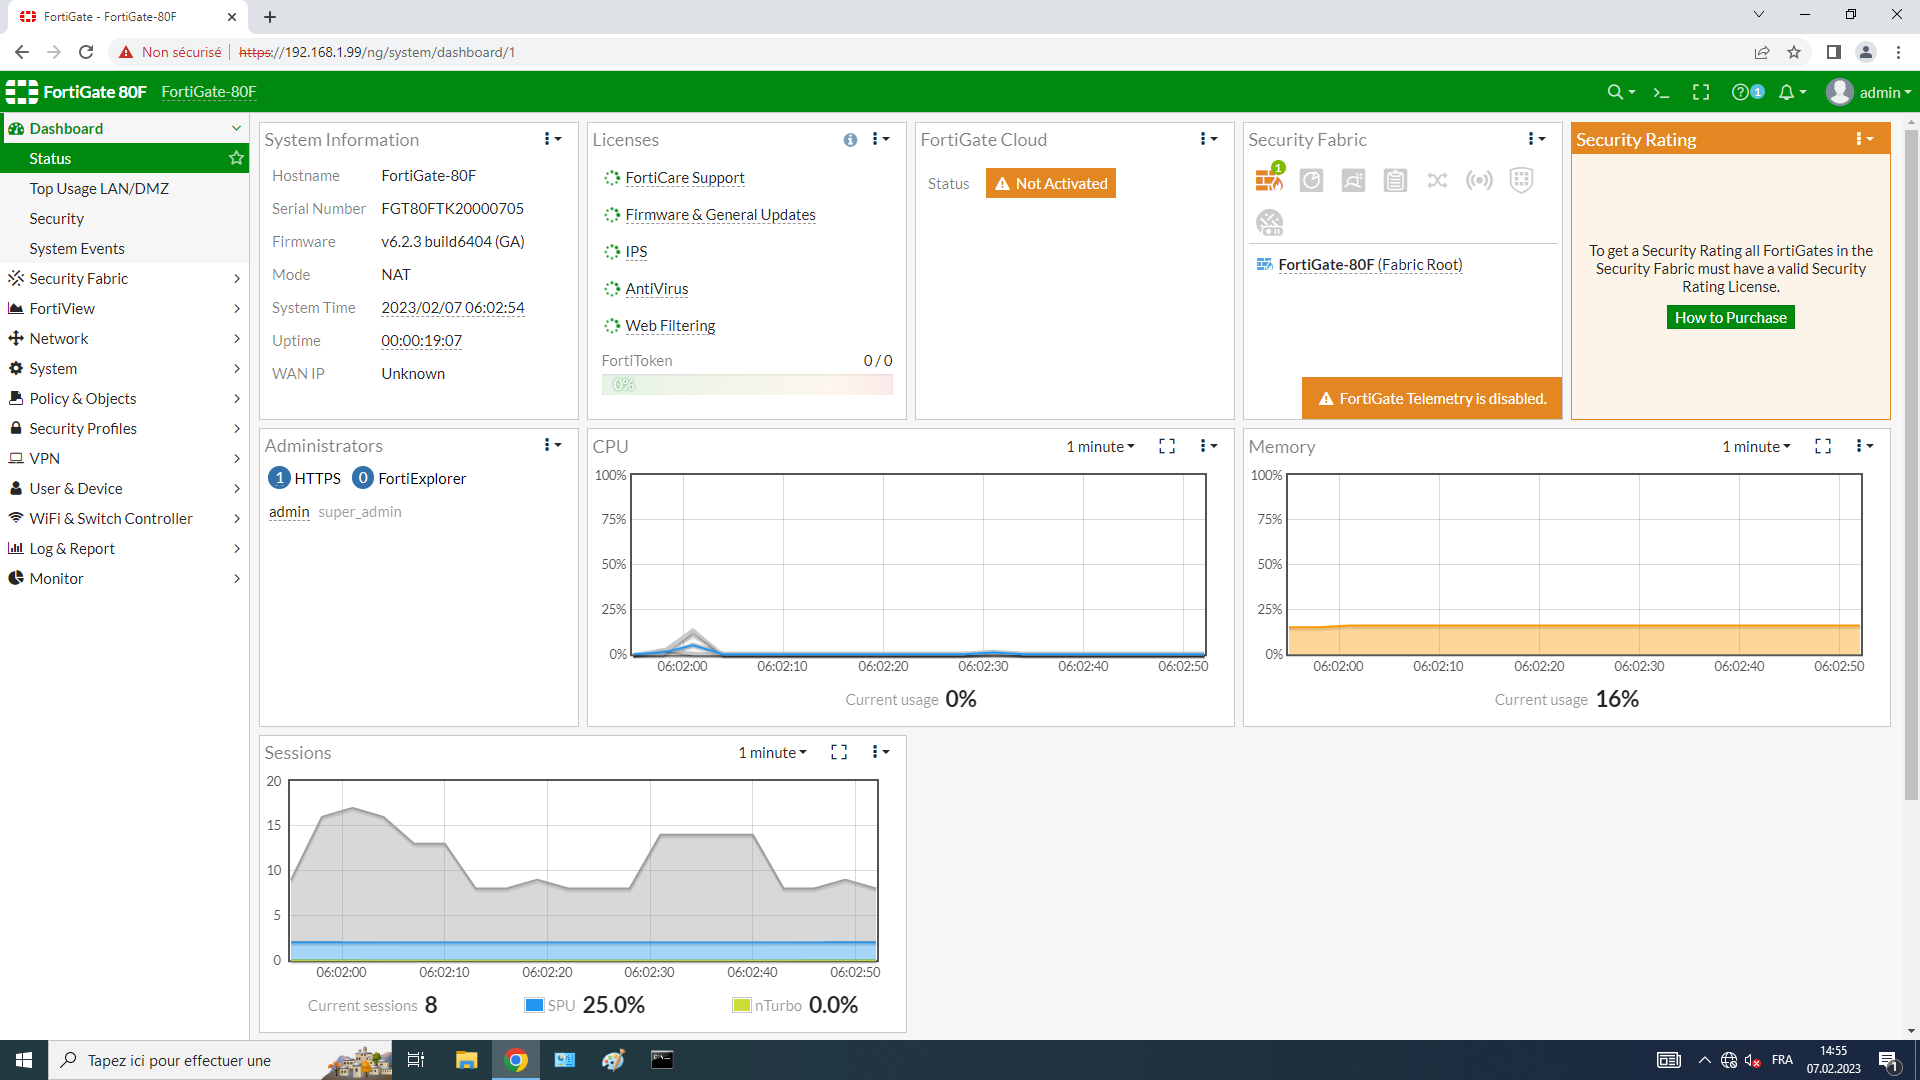 FortiGate - FortiGate-80F
Non sécurisé
https://192.168.1.99/ng/system/dashboard/1
FortiGate 80F
FortiGate-80F
1
admin
Dashboard
Status
Top Usage LAN/DMZ
Security
System Events
Security Fabric
FortiView
Network
System
Policy & Objects
Security Profiles
VPN
User & Device
WiFi & Switch Controller
Log & Report
Monitor
System Information
Hostname FortiGate-80F
Serial Number FGT80FTK20000705
Firmware v6.2.3 build6404 (GA)
Mode NAT
System Time 2023/02/07 06:02:54
Uptime 00:00:19:07
WAN IP Unknown
Licenses
FortiCare Support
Firmware & General Updates
IPS
AntiVirus
Web Filtering
FortiToken 0 / 0
0%
FortiGate Cloud
Status Not Activated
Security Fabric
1
FortiGate-80F (Fabric Root)
FortiGate Telemetry is disabled.
Security Rating
To get a Security Rating all FortiGates in the
Security Fabric must have a valid Security
Rating License.
How to Purchase
Administrators
1 HTTPS 0 FortiExplorer
admin super_admin
CPU
1 minute
100%
75%
50%
25%
0%
06:02:00 06:02:10 06:02:20 06:02:30 06:02:40 06:02:50
Current usage 0%
Memory
1 minute
100%
75%
50%
25%
0%
06:02:00 06:02:10 06:02:20 06:02:30 06:02:40 06:02:50
Current usage 16%
Sessions
1 minute
20
15
10
5
0
06:02:00 06:02:10 06:02:20 06:02:30 06:02:40 06:02:50
Current sessions 8
SPU 25.0%
nTurbo 0.0%
Tapez ici pour effectuer une
FRA
14:55
07.02.2023
1